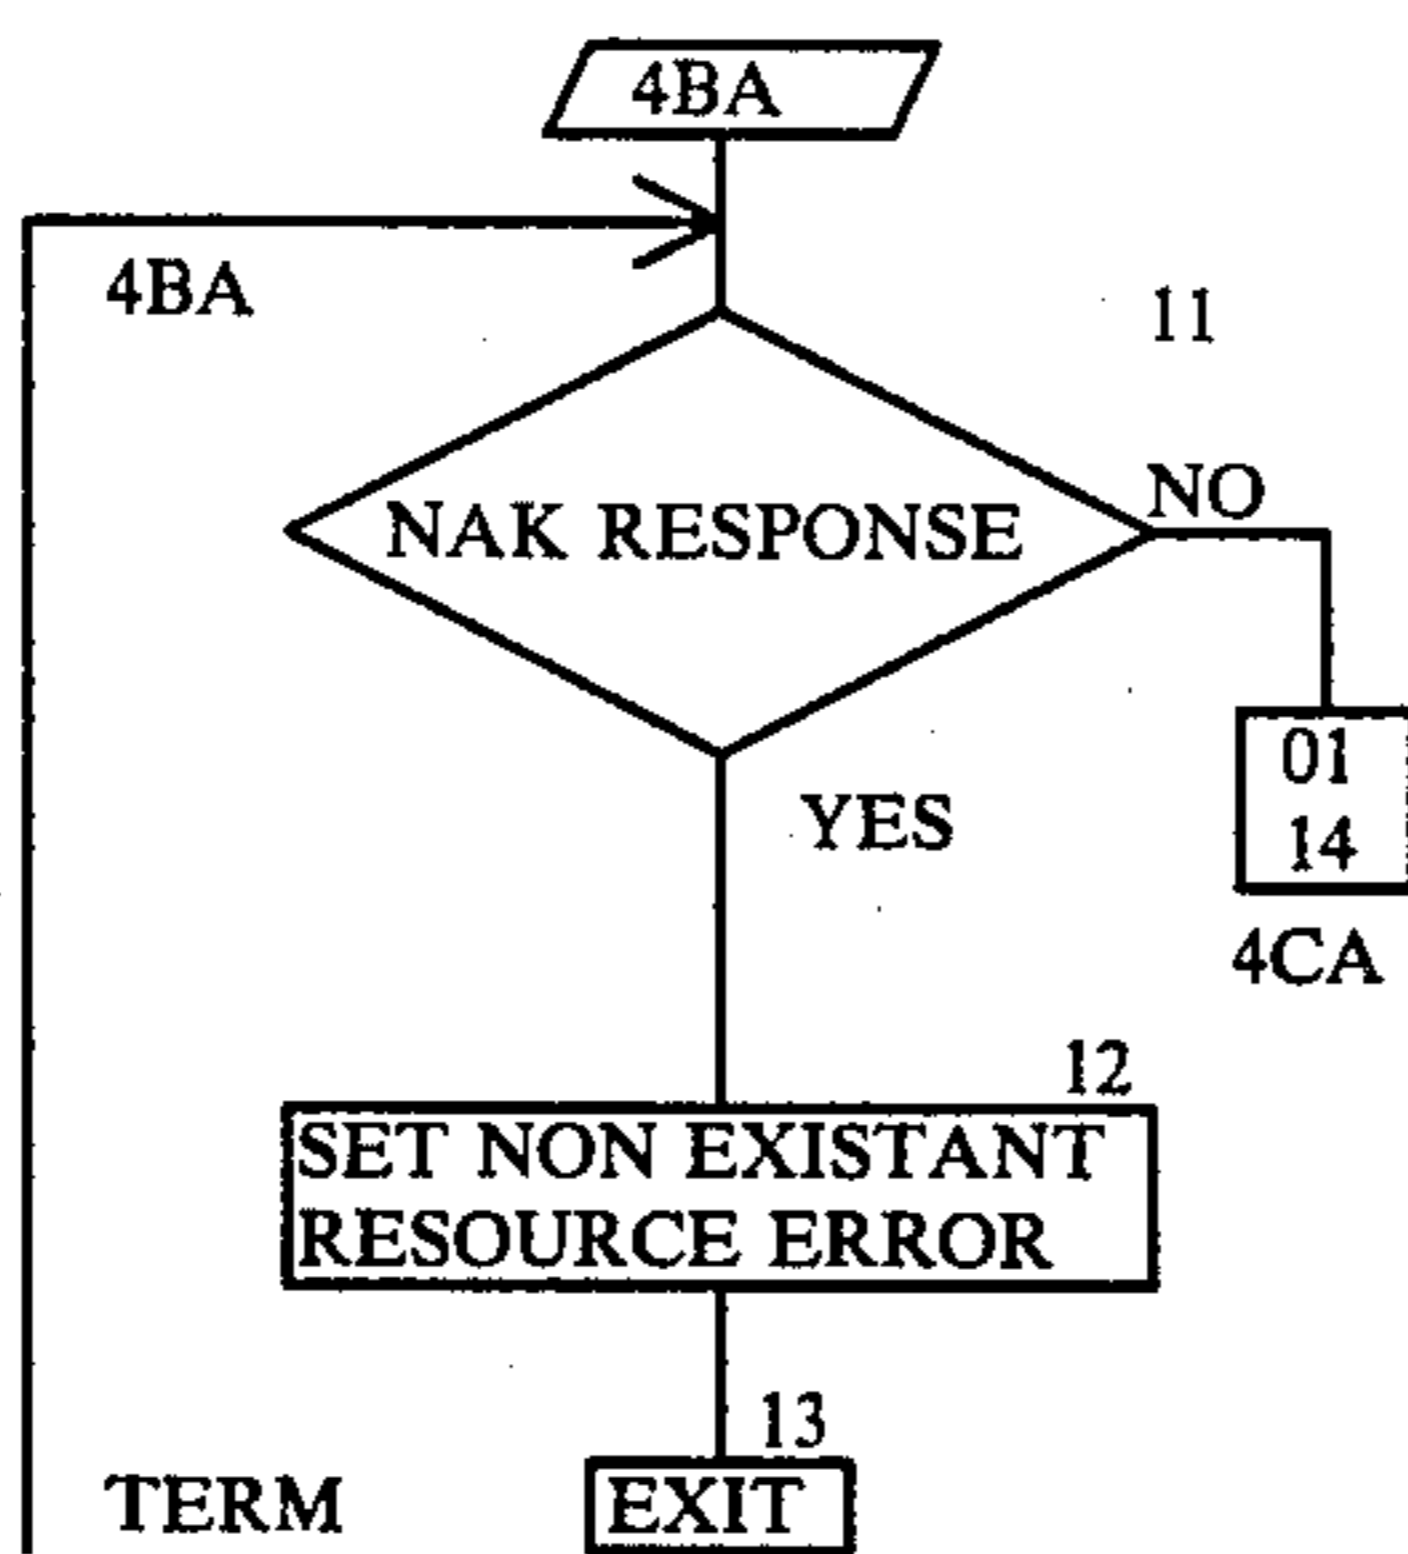 4BA
4BA
11
NAK RESPONSE
NO
01
14
YES
4CA
12
SET NON EXISTANT
RESOURCE ERROR
13
TERM
EXIT